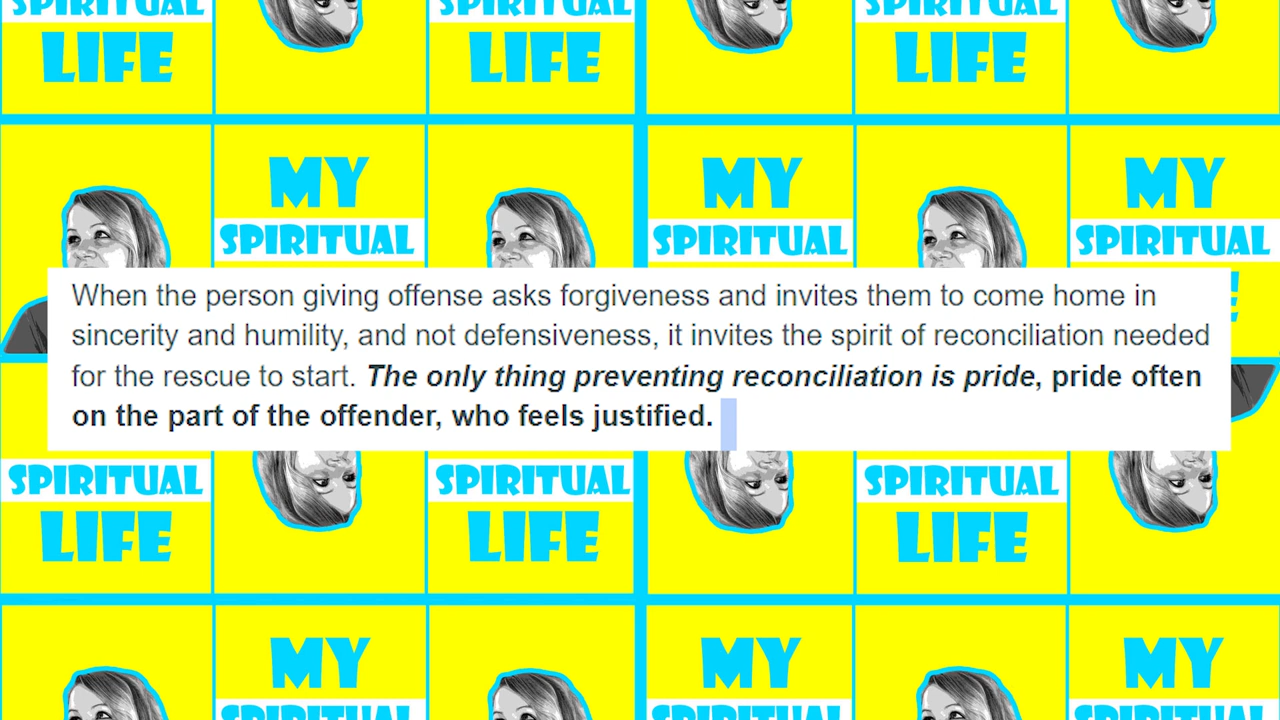 SPIRITUAL SPIRITUAL SPIRITUAL
LIFE LIFE LIFE
MY MY MY
SPIRITUAL SPIRITUAL SPIRITUAL
When the person giving offense asks forgiveness and invites them to come home in
sincerity and humility, and not defensiveness, it invites the spirit of reconciliation needed
for the rescue to start. The only thing preventing reconciliation is pride, pride often
on the part of the offender, who feels justified.
SPIRITUAL SPIRITUAL SPIRITUAL
LIFE LIFE LIFE
MY MY MY
SPIRITUAL SPIRITUAL SPIRITUAL